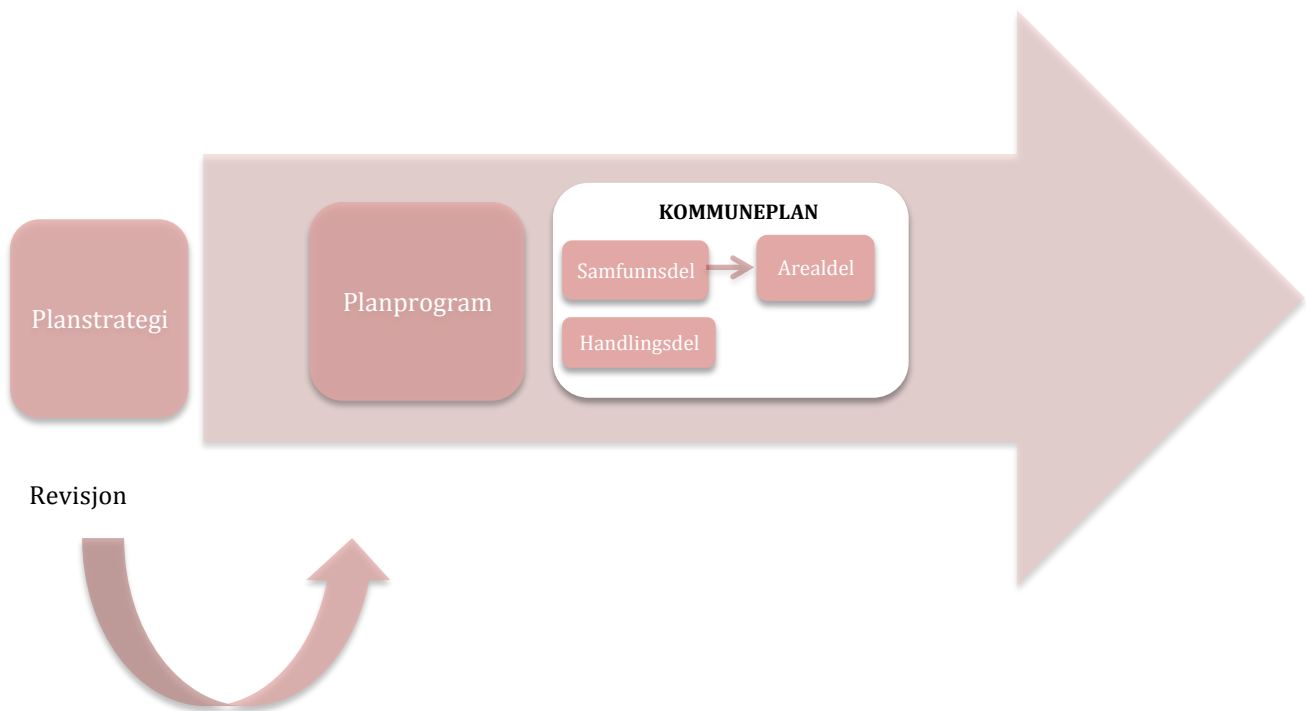 Planstrategi
Planprogram
KOMMUNEPLAN
Samfunnsdel
Arealdel
Handlingsdel
Revisjon